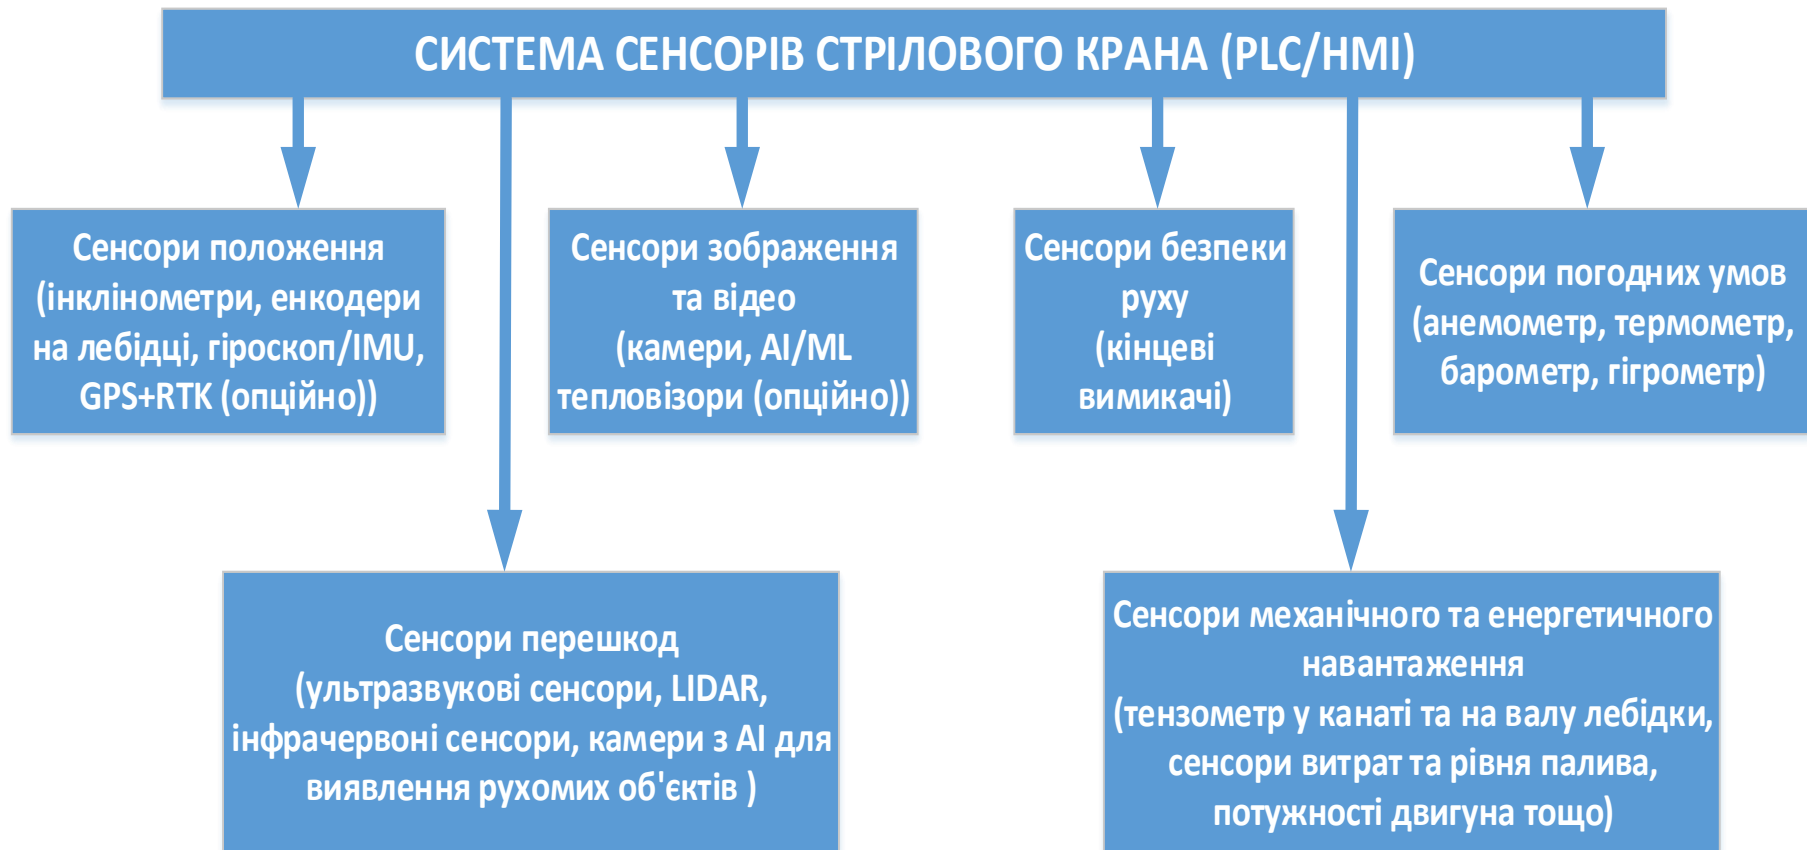 СИСТЕМА СЕНСОРІВ СТРІЛОВОГО КРАНА (PLC/HMI)
Сенсори положення
(інклінометри, енкодери
на лебідці, гіроскоп/IMU,
GPS+RTK (опційно))
Сенсори зображення
та відео
(камери, AI/ML
тепловізори (опційно))
Сенсори безпеки
руху
(кінцеві
вимикачі)
Сенсори погодних умов
(анемометр, термометр,
барометр, гігрометр)
Сенсори перешкод
(ультразвукові сенсори, LIDAR,
інфрачервоні сенсори, камери з AI для
виявлення рухомих об'єктів )
Сенсори механічного та енергетичного
навантаження
(тензометр у канаті та на валу лебідки,
сенсори витрат та рівня палива,
потужності двигуна тощо)